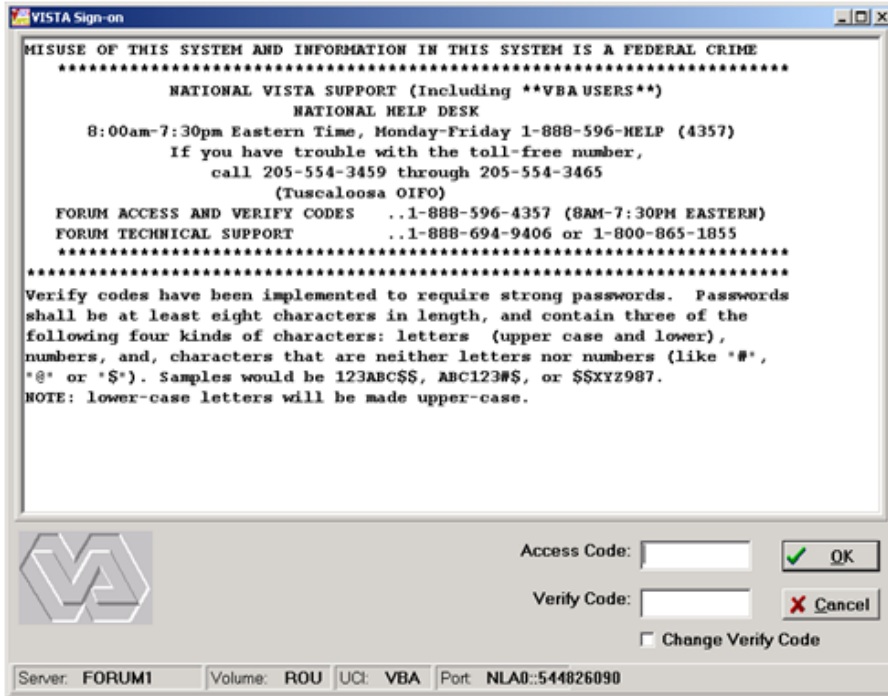 VISTA Sign-on
MISUSE OF THIS SYSTEM AND INFORMATION IN THIS SYSTEM IS A FEDERAL CRIME
**********************************************************************
NATIONAL VISTA SUPPORT (Including **VBA USERS**)
NATIONAL HELP DESK
8:00am-7:30pm Eastern Time, Monday-Friday 1-888-596-HELP (4357)
If you have trouble with the toll-free number,
call 205-554-3459 through 205-554-3465
(Tuscaloosa OIFO)
FORUM ACCESS AND VERIFY CODES ..1-888-596-4357 (8AM-7:30PM EASTERN)
FORUM TECHNICAL SUPPORT ..1-888-694-9406 or 1-800-865-1855
**********************************************************************
*************************************************************************
Verify codes have been implemented to require strong passwords. Passwords
shall be at least eight characters in length, and contain three of the
following four kinds of characters: letters (upper case and lower),
numbers, and, characters that are neither letters nor numbers (like "#",
"@" or "$"). Samples would be 123ABC$$, ABC123#$, or $$XYZ987.
NOTE: lower-case letters will be made upper-case.
Access Code:
OK
Verify Code:
Cancel
Change Verify Code
Server: FORUM1 Volume: ROU UCI: VBA Port: NLA0::544826090